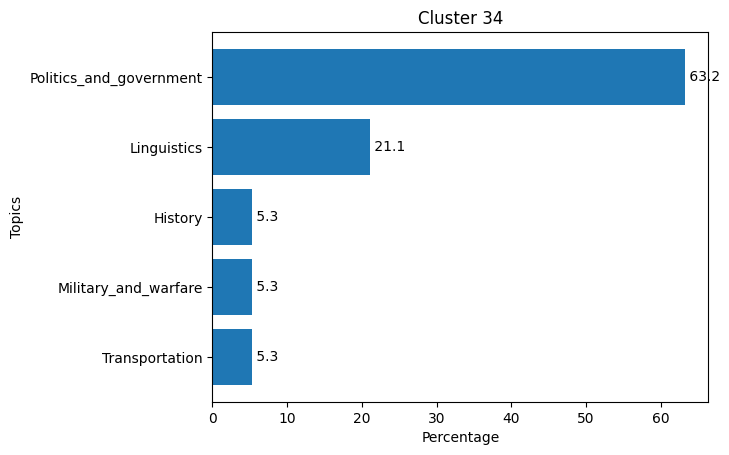 Cluster 34
Politics_and_government 63.2
Linguistics 21.1
History 5.3
Military_and_warfare 5.3
Transportation 5.3
Topics
0 10 20 30 40 50 60
Percentage